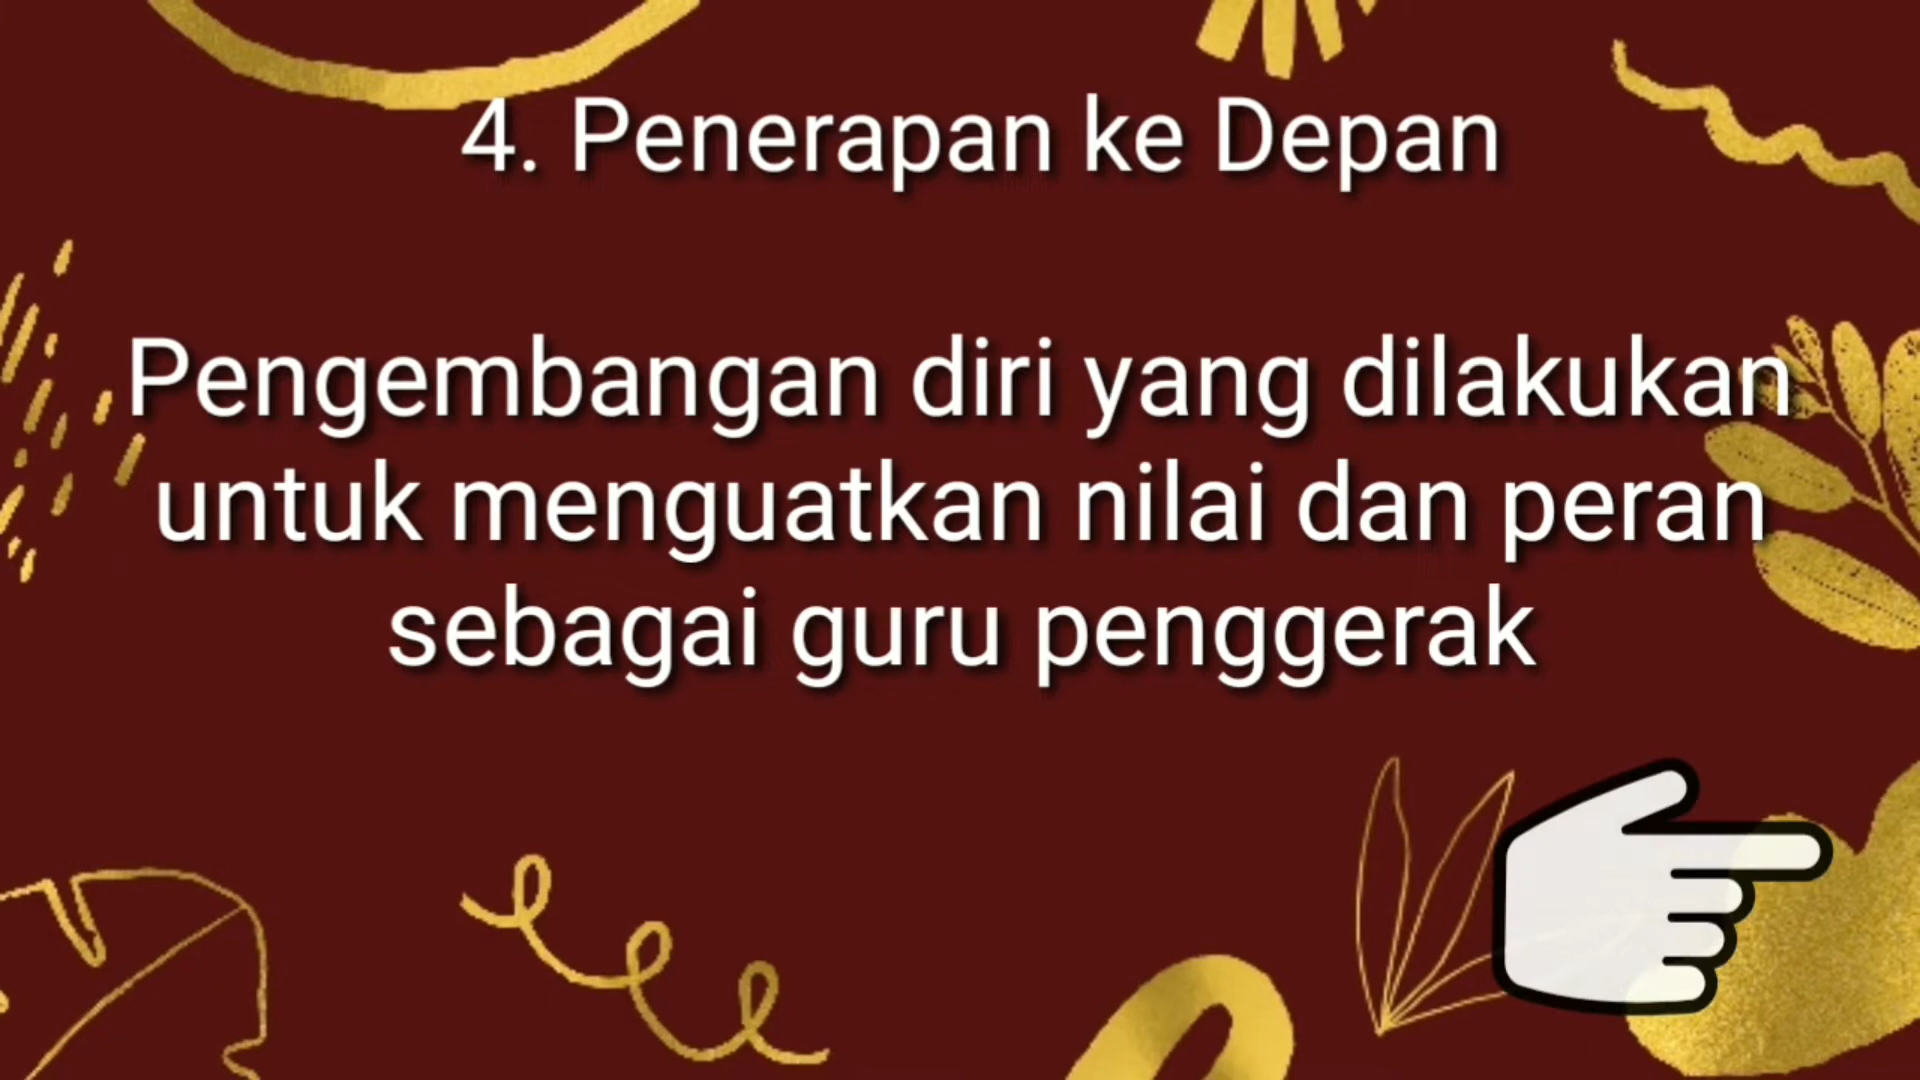 4. Penerapan ke Depan
Pengembangan diri yang dilakukan
untuk menguatkan nilai dan peran
sebagai guru penggerak